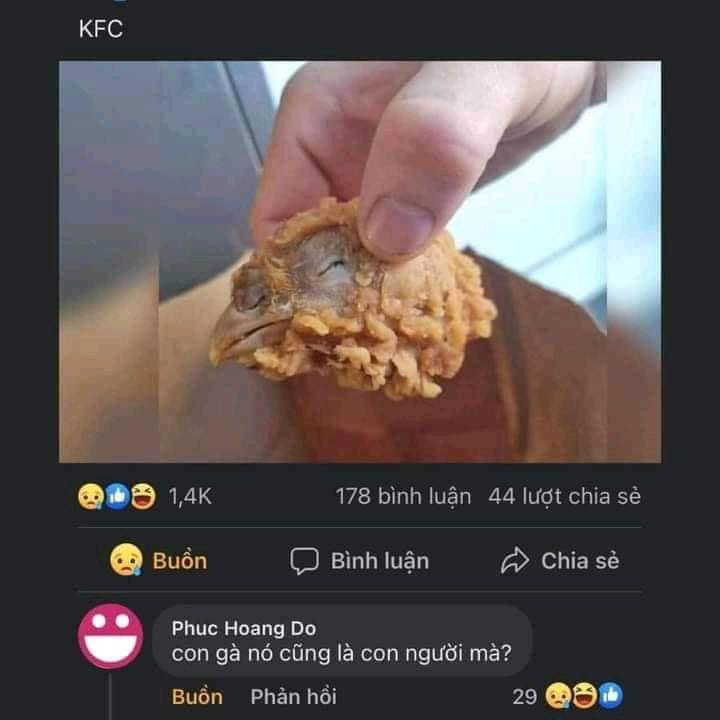 KFC
1,4K 178 bình luận 44 lượt chia sẻ
Buồn Bình luận Chia sẻ
Phuc Hoang Do
con gà nó cũng là con người mà?
Buồn Phản hồi 29